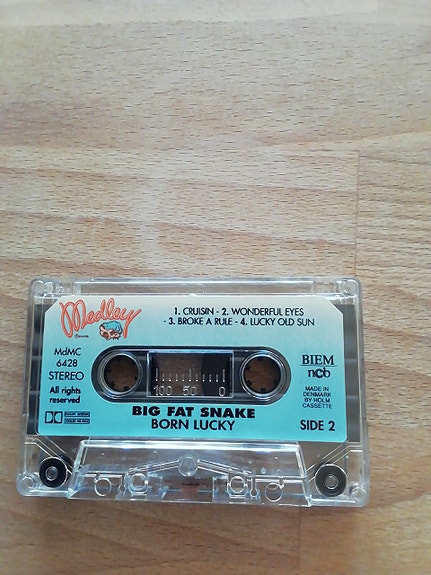 Medley
Records
1. CRUISIN - 2. WONDERFUL EYES
- 3. BROKE A RULE - 4. LUCKY OLD SUN
MdMC
6428
STEREO
All rights
reserved
100 50 0
BIEM
ncb
MADE IN
DENMARK
BY HOLM
CASSETTE
BIG FAT SNAKE
BORN LUCKY
SIDE 2